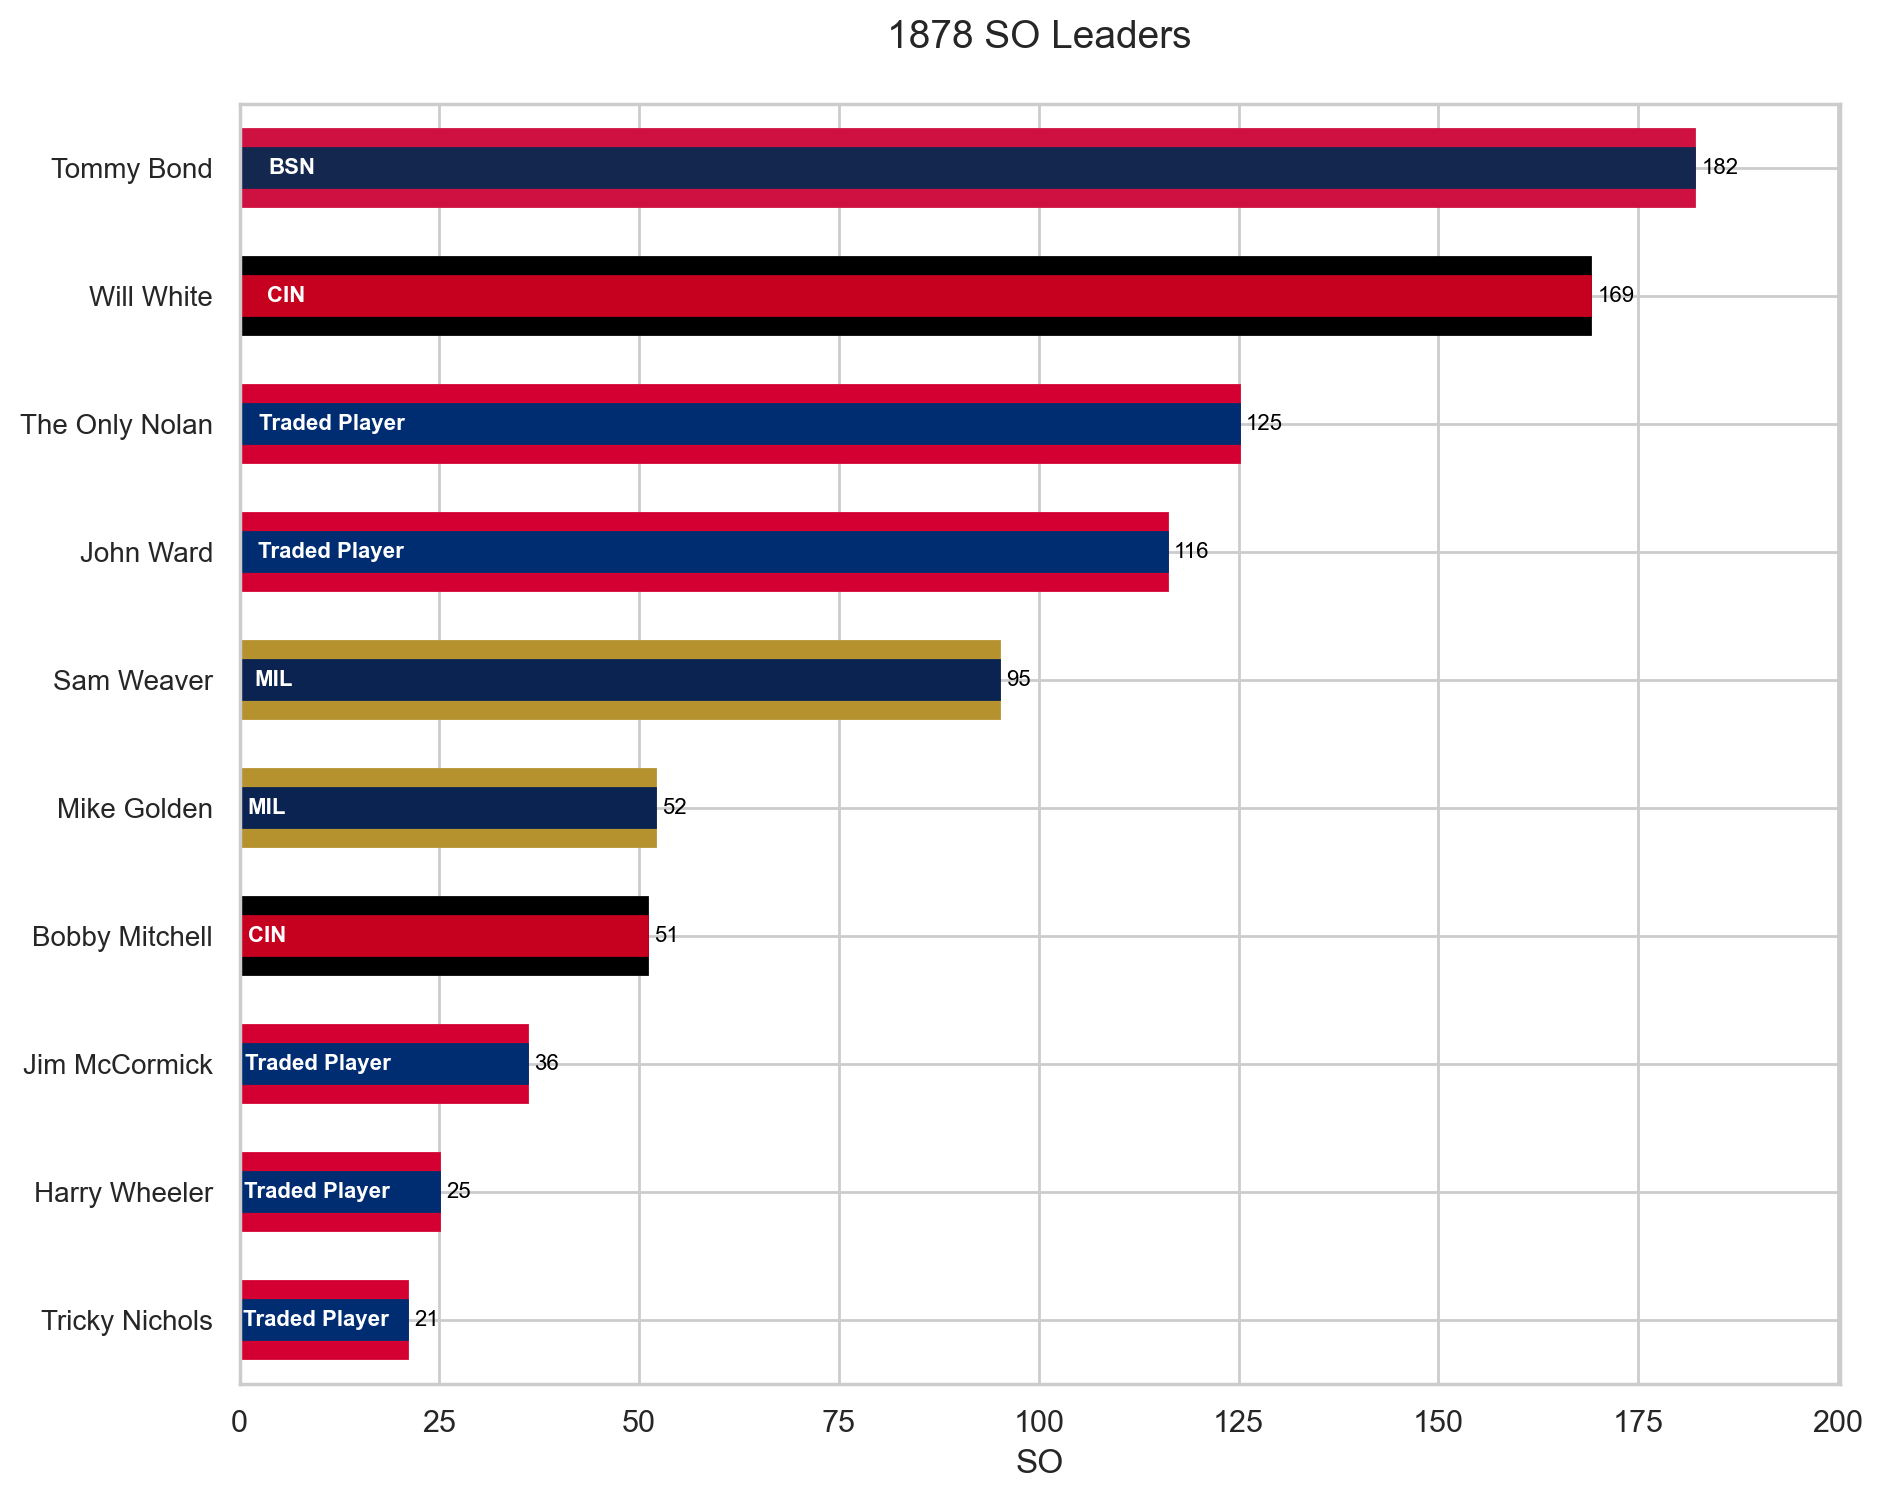 1878 SO Leaders
Tommy Bond BSN 182
Will White CIN 169
The Only Nolan Traded Player 125
John Ward Traded Player 116
Sam Weaver MIL 95
Mike Golden MIL 52
Bobby Mitchell CIN 51
Jim McCormick Traded Player 36
Harry Wheeler Traded Player 25
Tricky Nichols Traded Player 21
0 25 50 75 100 125 150 175 200
SO